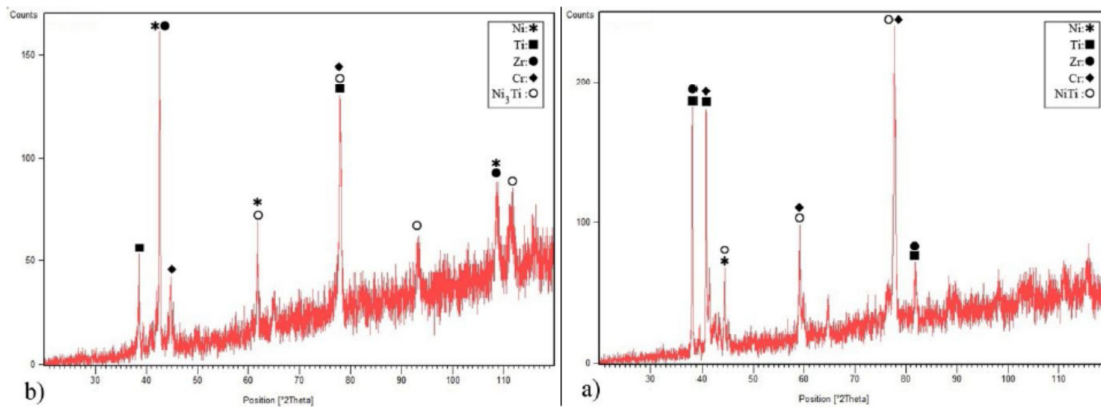 Counts
150
100
50
0
Ni:✱
Ti:■
Zr:●
Cr:◆
Ni₃Ti :○
30 40 50 60 70 80 90 100 110
Position [°2Theta]
b)
Counts
200
100
0
Ni:✱
Ti:■
Zr:●
Cr:◆
NiTi :○
30 40 50 60 70 80 90 100 110
Position [°2Theta]
a)